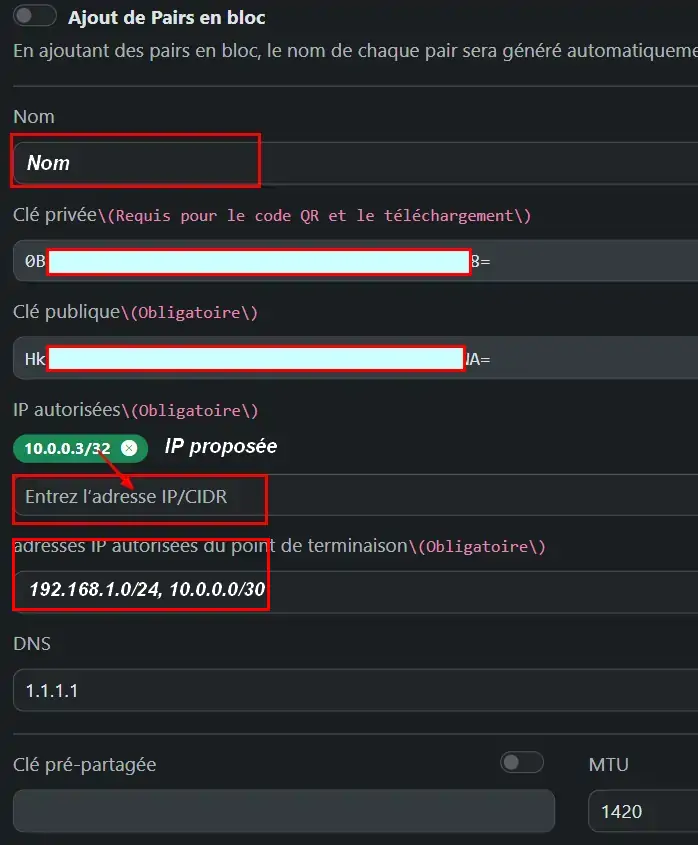 Ajout de Pairs en bloc
En ajoutant des pairs en bloc, le nom de chaque pair sera généré
Nom
Nom
Clé privée\(Requis pour le code QR et le téléchargement\)
0B 8=
Clé publique\(Obligatoire\)
Hk A=
IP autorisées\(Obligatoire\)
10.0.0.3/32 IP proposée
Entrez l'adresse IP/CIDR
adresses IP autorisées du point de terminaison\(Obligatoire\)
192.168.1.0/24, 10.0.0.0/30
DNS
1.1.1.1
Clé pré-partagée
MTU
1420